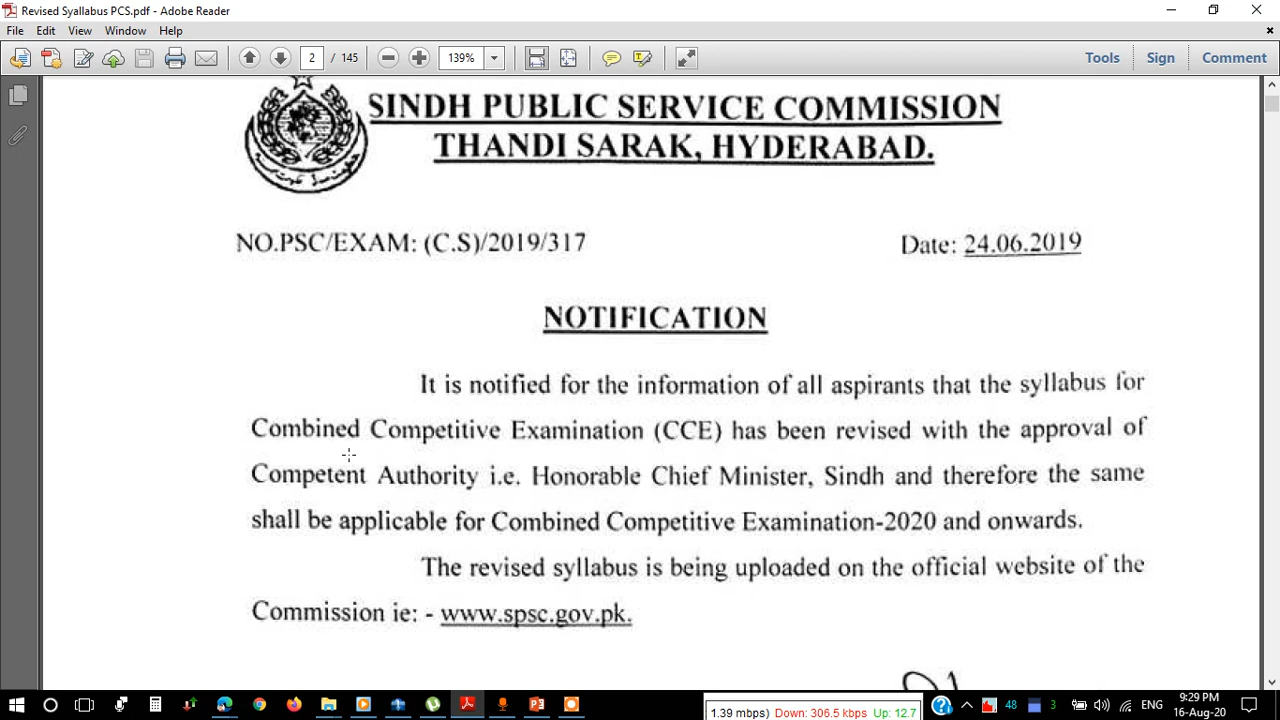 Revised Syallabus PCS.pdf - Adobe Reader
File Edit View Window Help
2 / 145 139% Tools Sign Comment
SINDH PUBLIC SERVICE COMMISSION
THANDI SARAK, HYDERABAD.
NO.PSC/EXAM: (C.S)/2019/317 Date: 24.06.2019
NOTIFICATION
It is notified for the information of all aspirants that the syllabus for
Combined Competitive Examination (CCE) has been revised with the approval of
Competent Authority i.e. Honorable Chief Minister, Sindh and therefore the same
shall be applicable for Combined Competitive Examination-2020 and onwards.
The revised syllabus is being uploaded on the official website of the
Commission ie: - www.spsc.gov.pk.
1.39 mbps) Down: 306.5 kbps Up: 12.7
48 3 ENG
9:29 PM
16-Aug-20